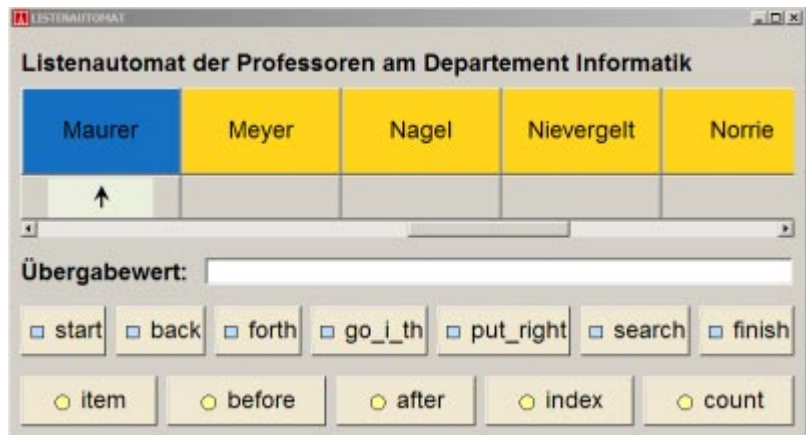 LISTENAUTOMAT
Listenautomat der Professoren am Departement Informatik
Maurer Meyer Nagel Nievergelt Norrie
Übergabewert:
start back forth go_i_th put_right search finish
item before after index count